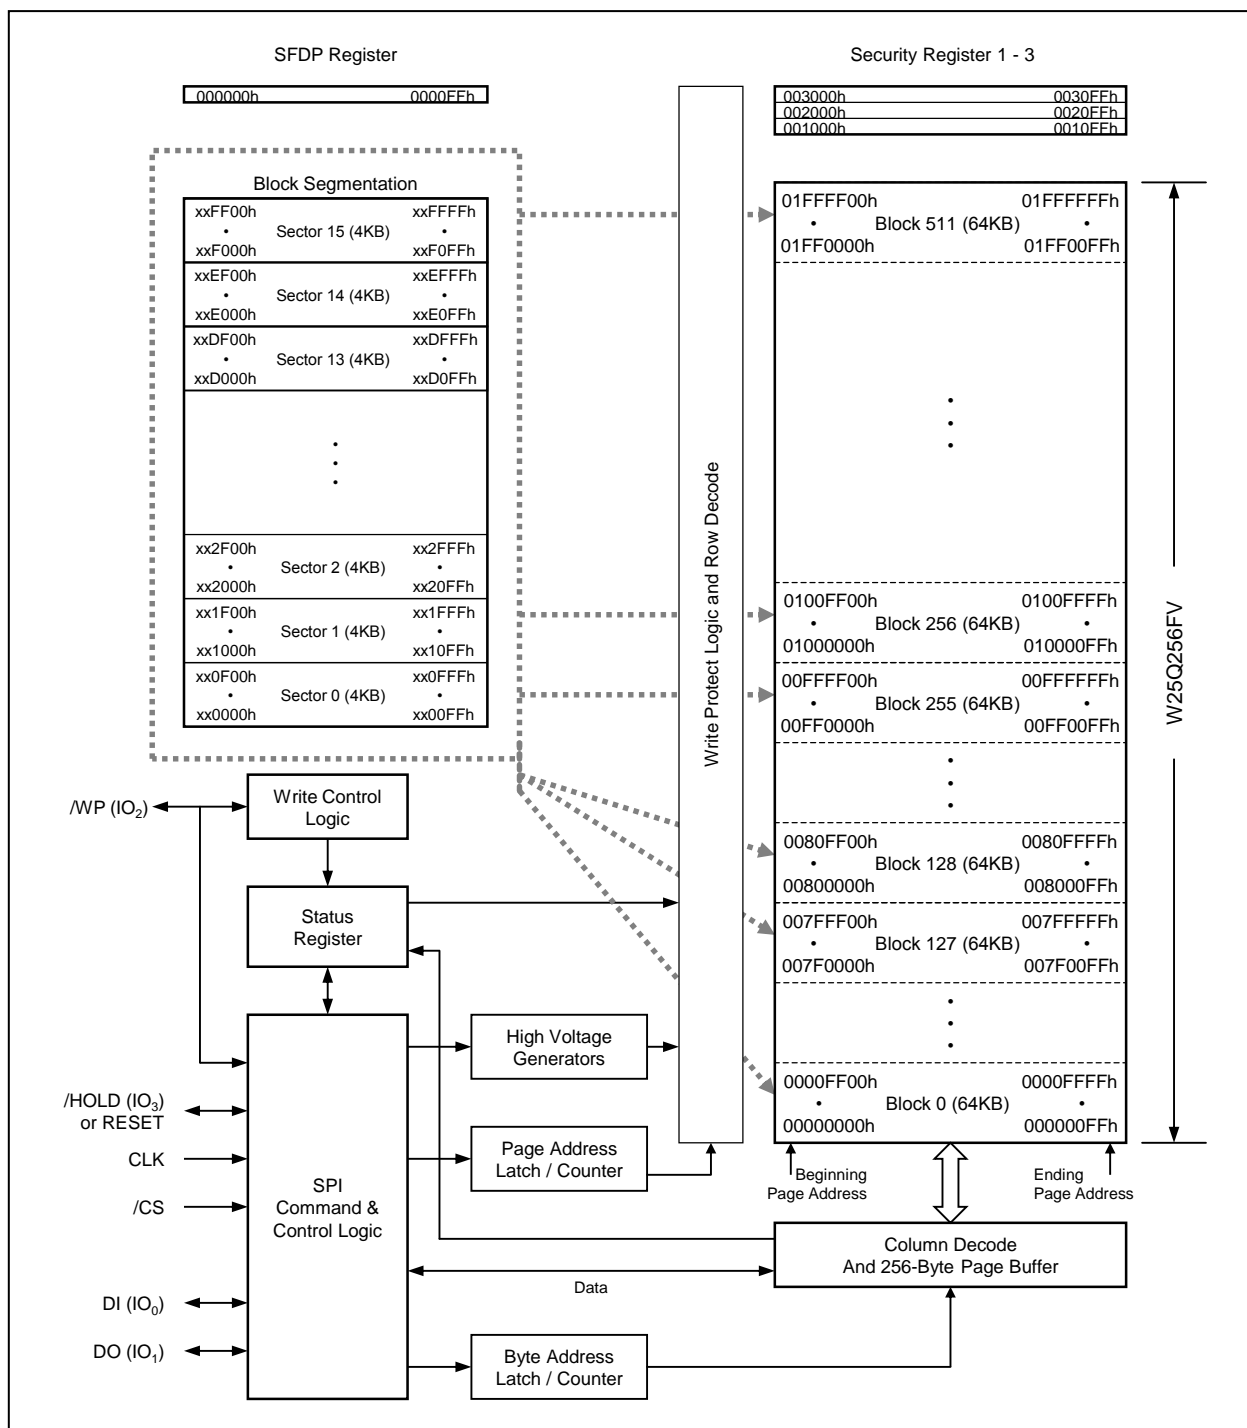 SFDP Register
000000h 0000FFh
Security Register 1 - 3
003000h 0030FFh
002000h 0020FFh
001000h 0010FFh
Block Segmentation
xxFF00h xxFFFFh
• Sector 15 (4KB) •
xxF000h xxF0FFh
xxEF00h xxEFFFh
• Sector 14 (4KB) •
xxE000h xxE0FFh
xxDF00h xxDFFFh
• Sector 13 (4KB) •
xxD000h xxD0FFh
xx2F00h xx2FFFh
• Sector 2 (4KB) •
xx2000h xx20FFh
xx1F00h xx1FFFh
• Sector 1 (4KB) •
xx1000h xx10FFh
xx0F00h xx0FFFh
• Sector 0 (4KB) •
xx0000h xx00FFh
Write Protect Logic and Row Decode
01FFFF00h 01FFFFFFh
• Block 511 (64KB) •
01FF0000h 01FF00FFh
0100FF00h 0100FFFFh
• Block 256 (64KB) •
01000000h 010000FFh
00FFFF00h 00FFFFFFh
• Block 255 (64KB) •
00FF0000h 00FF00FFh
0080FF00h 0080FFFFh
• Block 128 (64KB) •
00800000h 008000FFh
007FFF00h 007FFFFFh
• Block 127 (64KB) •
007F0000h 007F00FFh
0000FF00h 0000FFFFh
• Block 0 (64KB) •
00000000h 000000FFh
W25Q256FV
Beginning
Page Address
Ending
Page Address
/WP (IO₂)
Write Control
Logic
Status
Register
High Voltage
Generators
/HOLD (IO₃)
or RESET
CLK
/CS
DI (IO₀)
DO (IO₁)
SPI
Command &
Control Logic
Page Address
Latch / Counter
Column Decode
And 256-Byte Page Buffer
Data
Byte Address
Latch / Counter